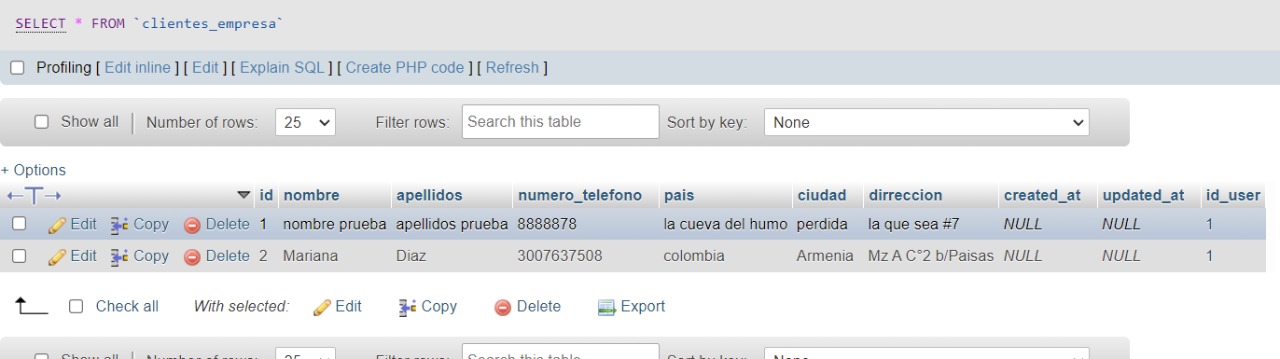 SELECT * FROM `clientes_empresa`
Profiling [ Edit inline ] [ Edit ] [ Explain SQL ] [ Create PHP code ] [ Refresh ]
Show all Number of rows: 25 Filter rows: Search this table Sort by key: None
+ Options
id nombre apellidos numero_telefono pais ciudad dirreccion created_at updated_at id_user
Edit Copy Delete 1 nombre prueba apellidos prueba 8888878 la cueva del humo perdida la que sea #7 NULL NULL 1
Edit Copy Delete 2 Mariana Diaz 3007637508 colombia Armenia Mz A C°2 b/Paisas NULL NULL 1
Check all With selected: Edit Copy Delete Export
Show all Number of rows: 25 Filter rows: Search this table Sort by key: None